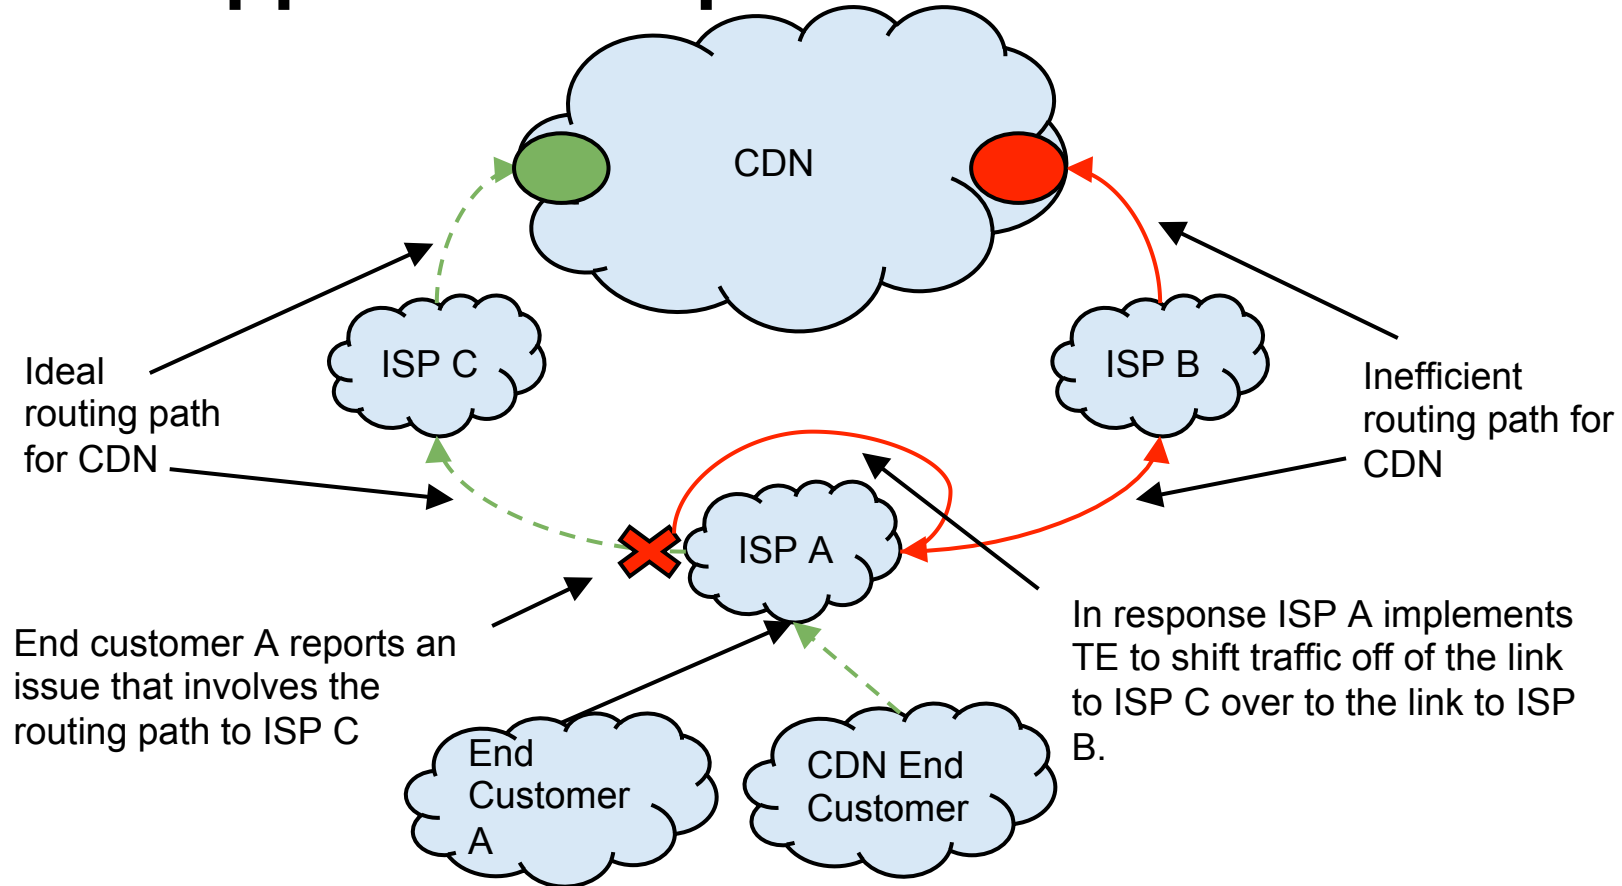 CDN
ISP C
ISP B
Ideal
routing path
for CDN
Inefficient
routing path for
CDN
ISP A
End customer A reports an
issue that involves the
routing path to ISP C
In response ISP A implements
TE to shift traffic off of the link
to ISP C over to the link to ISP
B.
End
Customer
A
CDN End
Customer